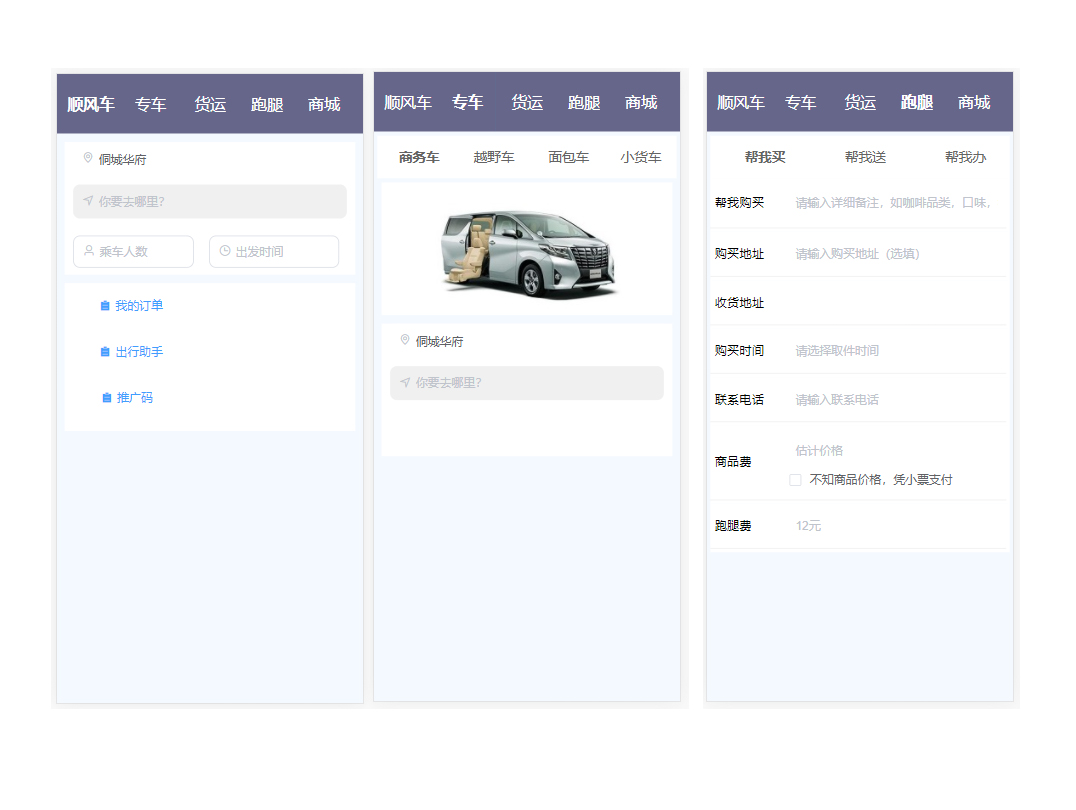 顺风车 专车 货运 跑腿 商城
侗城华府
你要去哪里?
乘车人数 出发时间
我的订单
出行助手
推广码
顺风车 专车 货运 跑腿 商城
商务车 越野车 面包车 小货车
侗城华府
你要去哪里?
顺风车 专车 货运 跑腿 商城
帮我买 帮我送 帮我办
帮我购买 请输入详细备注，如咖啡品类，口味，
购买地址 请输入购买地址（选填）
收货地址
购买时间 请选择取件时间
联系电话 请输入联系电话
商品费 估计价格
不知商品价格，凭小票支付
跑腿费 12元